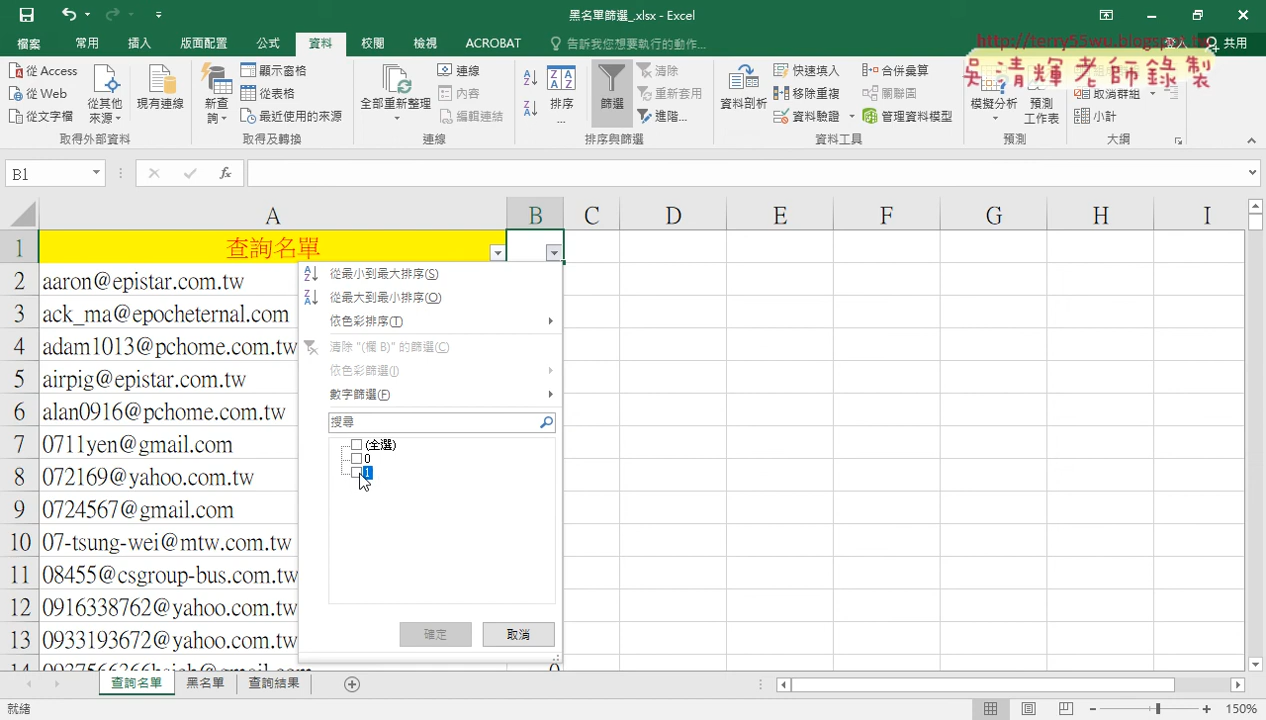 黑名單篩選_.xlsx - Excel
檔案 常用 插入 版面配置 公式 資料 校閱 檢視 ACROBAT 告訴我您想要執行的動作... 登入 共用
http://terry55wu.blogspot.tw
吳清輝老師錄製
從 Access
從 Web
從文字檔
從其他來源
現有連線
新查詢
顯示窗格
從表格
最近使用的來源
全部重新整理
連線
內容
編輯連結
排序...
篩選
清除
重新套用
進階...
資料剖析
快速填入
移除重複
資料驗證
合併彙算
關聯圖
管理資料模型
模擬分析
預測工作表
取消群組
小計
取得外部資料 取得及轉換 連線 排序與篩選 資料工具 預測 大綱
B1 fx
A B C D E F G H I
1 查詢名單
2 aaron@epistar.com.tw
3 ack_ma@epocheternal.com
4 adam1013@pchome.com.tw
5 airpig@epistar.com.tw
6 alan0916@pchome.com.tw
7 0711yen@gmail.com
8 072169@yahoo.com.tw
9 0724567@gmail.com
10 07-tsung-wei@mtw.com.tw
11 08455@csgroup-bus.com.tw
12 0916338762@yahoo.com.tw
13 0933193672@yahoo.com.tw
14 0937566366hsieh@gmail.com 0
從最小到最大排序(S)
從最大到最小排序(O)
依色彩排序(T)
清除 "(欄 B)" 的篩選(C)
依色彩篩選(I)
數字篩選(F)
搜尋
(全選)
0
1
確定 取消
查詢名單 黑名單 查詢結果
就緒 150%